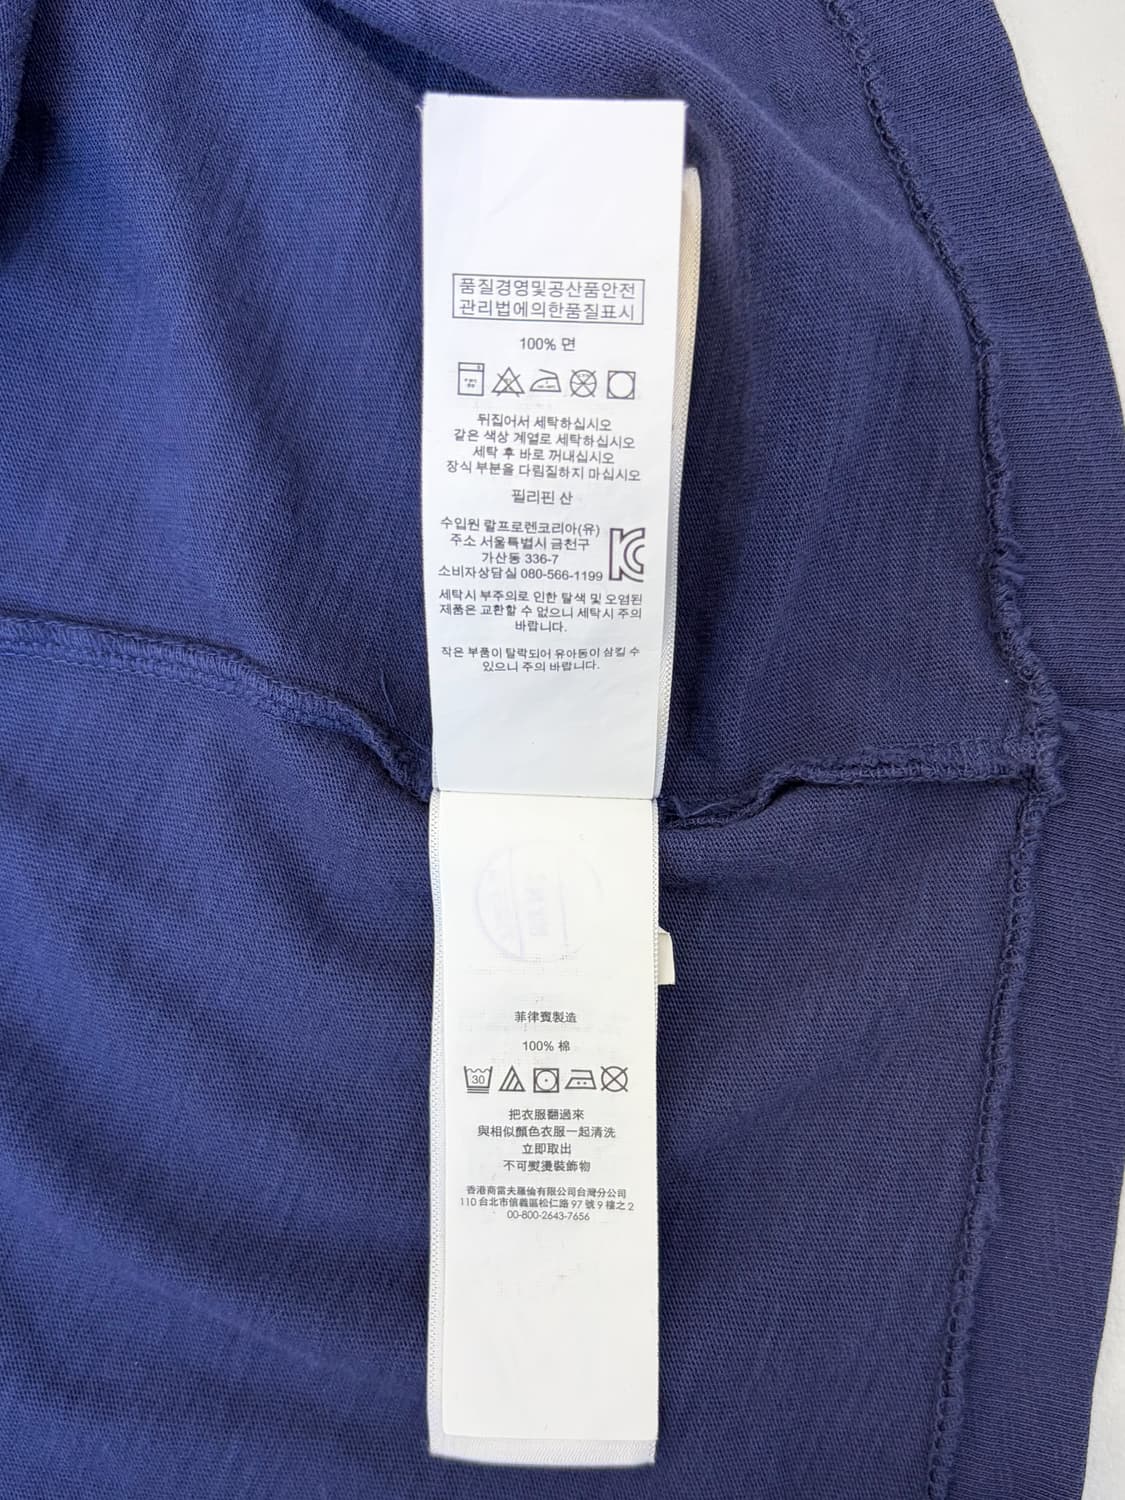 품질경영및공산품안전
관리법에의한품질표시
100% 면
뒤집어서 세탁하십시오
같은 색상 계열로 세탁하십시오
세탁 후 바로 꺼내십시오
장식 부분을 다림질하지 마십시오
필리핀 산
수입원 랄프로렌코리아(유)
주소 서울특별시 금천구
가산동 336-7
소비자상담실 080-566-1199
세탁시 부주의로 인한 탈색 및 오염된
제품은 교환할 수 없으니 세탁시 주의
바랍니다.
작은 부품이 탈락되어 유아동이 삼킬 수
있으니 주의 바랍니다.
菲律賓製造
100% 棉
30
把衣服翻過來
與相似顏色衣服一起清洗
立即取出
不可熨燙裝飾物
香港商雷夫羅倫有限公司台灣分公司
110 台北市信義區松仁路 97 號 9 樓之 2
00-800-2643-7656